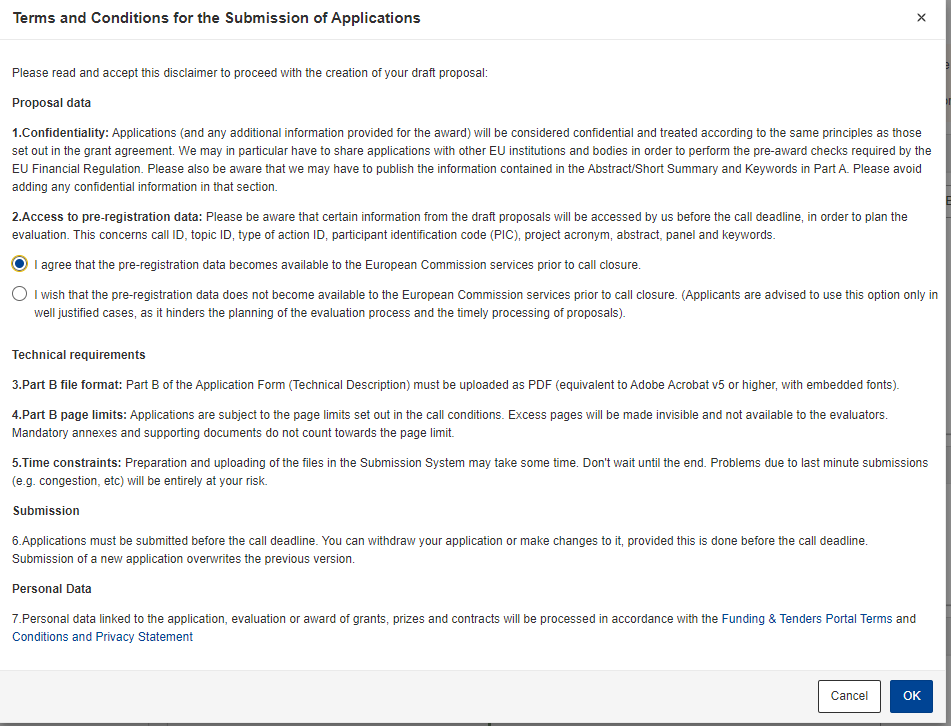 Terms and Conditions for the Submission of Applications
Please read and accept this disclaimer to proceed with the creation of your draft proposal:
Proposal data
1.Confidentiality: Applications (and any additional information provided for the award) will be considered confidential and treated according to the same principles as those
set out in the grant agreement. We may in particular have to share applications with other EU institutions and bodies in order to perform the pre-award checks required by the
EU Financial Regulation. Please also be aware that we may have to publish the information contained in the Abstract/Short Summary and Keywords in Part A. Please avoid
adding any confidential information in that section.
2.Access to pre-registration data: Please be aware that certain information from the draft proposals will be accessed by us before the call deadline, in order to plan the
evaluation. This concerns call ID, topic ID, type of action ID, participant identification code (PIC), project acronym, abstract, panel and keywords.
I agree that the pre-registration data becomes available to the European Commission services prior to call closure.
I wish that the pre-registration data does not become available to the European Commission services prior to call closure. (Applicants are advised to use this option only in
well justified cases, as it hinders the planning of the evaluation process and the timely processing of proposals).
Technical requirements
3.Part B file format: Part B of the Application Form (Technical Description) must be uploaded as PDF (equivalent to Adobe Acrobat v5 or higher, with embedded fonts).
4.Part B page limits: Applications are subject to the page limits set out in the call conditions. Excess pages will be made invisible and not available to the evaluators.
Mandatory annexes and supporting documents do not count towards the page limit.
5.Time constraints: Preparation and uploading of the files in the Submission System may take some time. Don't wait until the end. Problems due to last minute submissions
(e.g. congestion, etc) will be entirely at your risk.
Submission
6.Applications must be submitted before the call deadline. You can withdraw your application or make changes to it, provided this is done before the call deadline.
Submission of a new application overwrites the previous version.
Personal Data
7.Personal data linked to the application, evaluation or award of grants, prizes and contracts will be processed in accordance with the Funding & Tenders Portal Terms and
Conditions and Privacy Statement
Cancel
OK